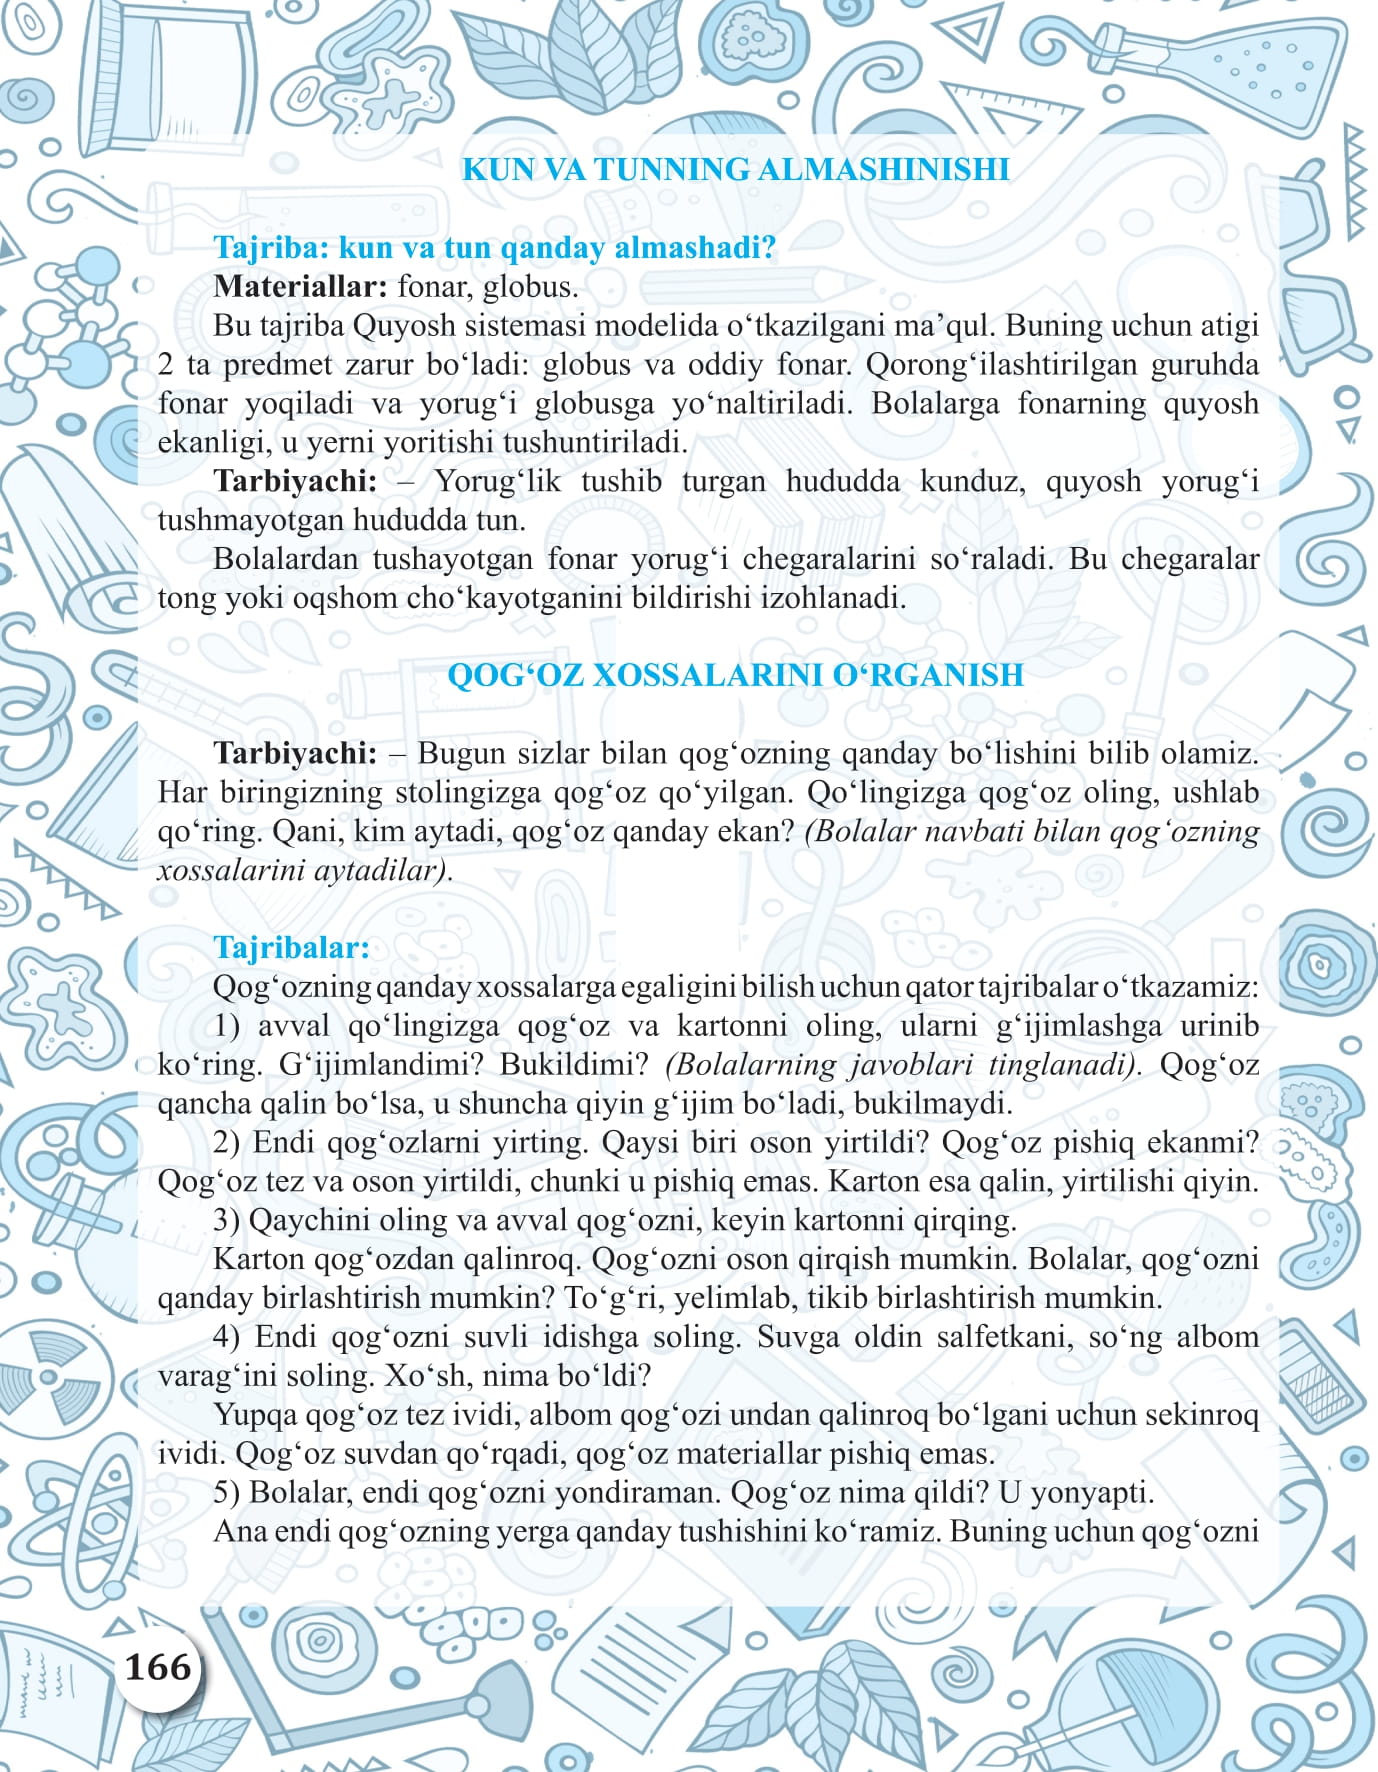 KUN VA TUNNING ALMASHINISHI
Tajriba: kun va tun qanday almashadi?
Materiallar: fonar, globus.
Bu tajriba Quyosh sistemasi modelida o‘tkazilgani ma’qul. Buning uchun atigi
2 ta predmet zarur bo‘ladi: globus va oddiy fonar. Qorong‘ilashtirilgan guruhda
fonar yoqiladi va yorug‘i globusga yo‘naltiriladi. Bolalarga fonarning quyosh
ekanligi, u yerni yoritishi tushuntiriladi.
Tarbiyachi: – Yorug‘lik tushib turgan hududda kunduz, quyosh yorug‘i
tushmayotgan hududda tun.
Bolalardan tushayotgan fonar yorug‘i chegaralarini so‘raladi. Bu chegaralar
tong yoki oqshom cho‘kayotganini bildirishi izohlanadi.
QOG‘OZ XOSSALARINI O‘RGANISH
Tarbiyachi: – Bugun sizlar bilan qog‘ozning qanday bo‘lishini bilib olamiz.
Har biringizning stolingizga qog‘oz qo‘yilgan. Qo‘lingizga qog‘oz oling, ushlab
qo‘ring. Qani, kim aytadi, qog‘oz qanday ekan? (Bolalar navbati bilan qog‘ozning
xossalarini aytadilar).
Tajribalar:
Qog‘ozning qanday xossalarga egaligini bilish uchun qator tajribalar o‘tkazamiz:
1) avval qo‘lingizga qog‘oz va kartonni oling, ularni g‘ijimlashga urinib
ko‘ring. G‘ijimlandimi? Bukildimi? (Bolalarning javoblari tinglanadi). Qog‘oz
qancha qalin bo‘lsa, u shuncha qiyin g‘ijim bo‘ladi, bukilmaydi.
2) Endi qog‘ozlarni yirting. Qaysi biri oson yirtildi? Qog‘oz pishiq ekanmi?
Qog‘oz tez va oson yirtildi, chunki u pishiq emas. Karton esa qalin, yirtilishi qiyin.
3) Qaychini oling va avval qog‘ozni, keyin kartonni qirqing.
Karton qog‘ozdan qalinroq. Qog‘ozni oson qirqish mumkin. Bolalar, qog‘ozni
qanday birlashtirish mumkin? To‘g‘ri, yelimlab, tikib birlashtirish mumkin.
4) Endi qog‘ozni suvli idishga soling. Suvga oldin salfetkani, so‘ng albom
varag‘ini soling. Xo‘sh, nima bo‘ldi?
Yupqa qog‘oz tez ividi, albom qog‘ozi undan qalinroq bo‘lgani uchun sekinroq
ividi. Qog‘oz suvdan qo‘rqadi, qog‘oz materiallar pishiq emas.
5) Bolalar, endi qog‘ozni yondiraman. Qog‘oz nima qildi? U yonyapti.
Ana endi qog‘ozning yerga qanday tushishini ko‘ramiz. Buning uchun qog‘ozni
166